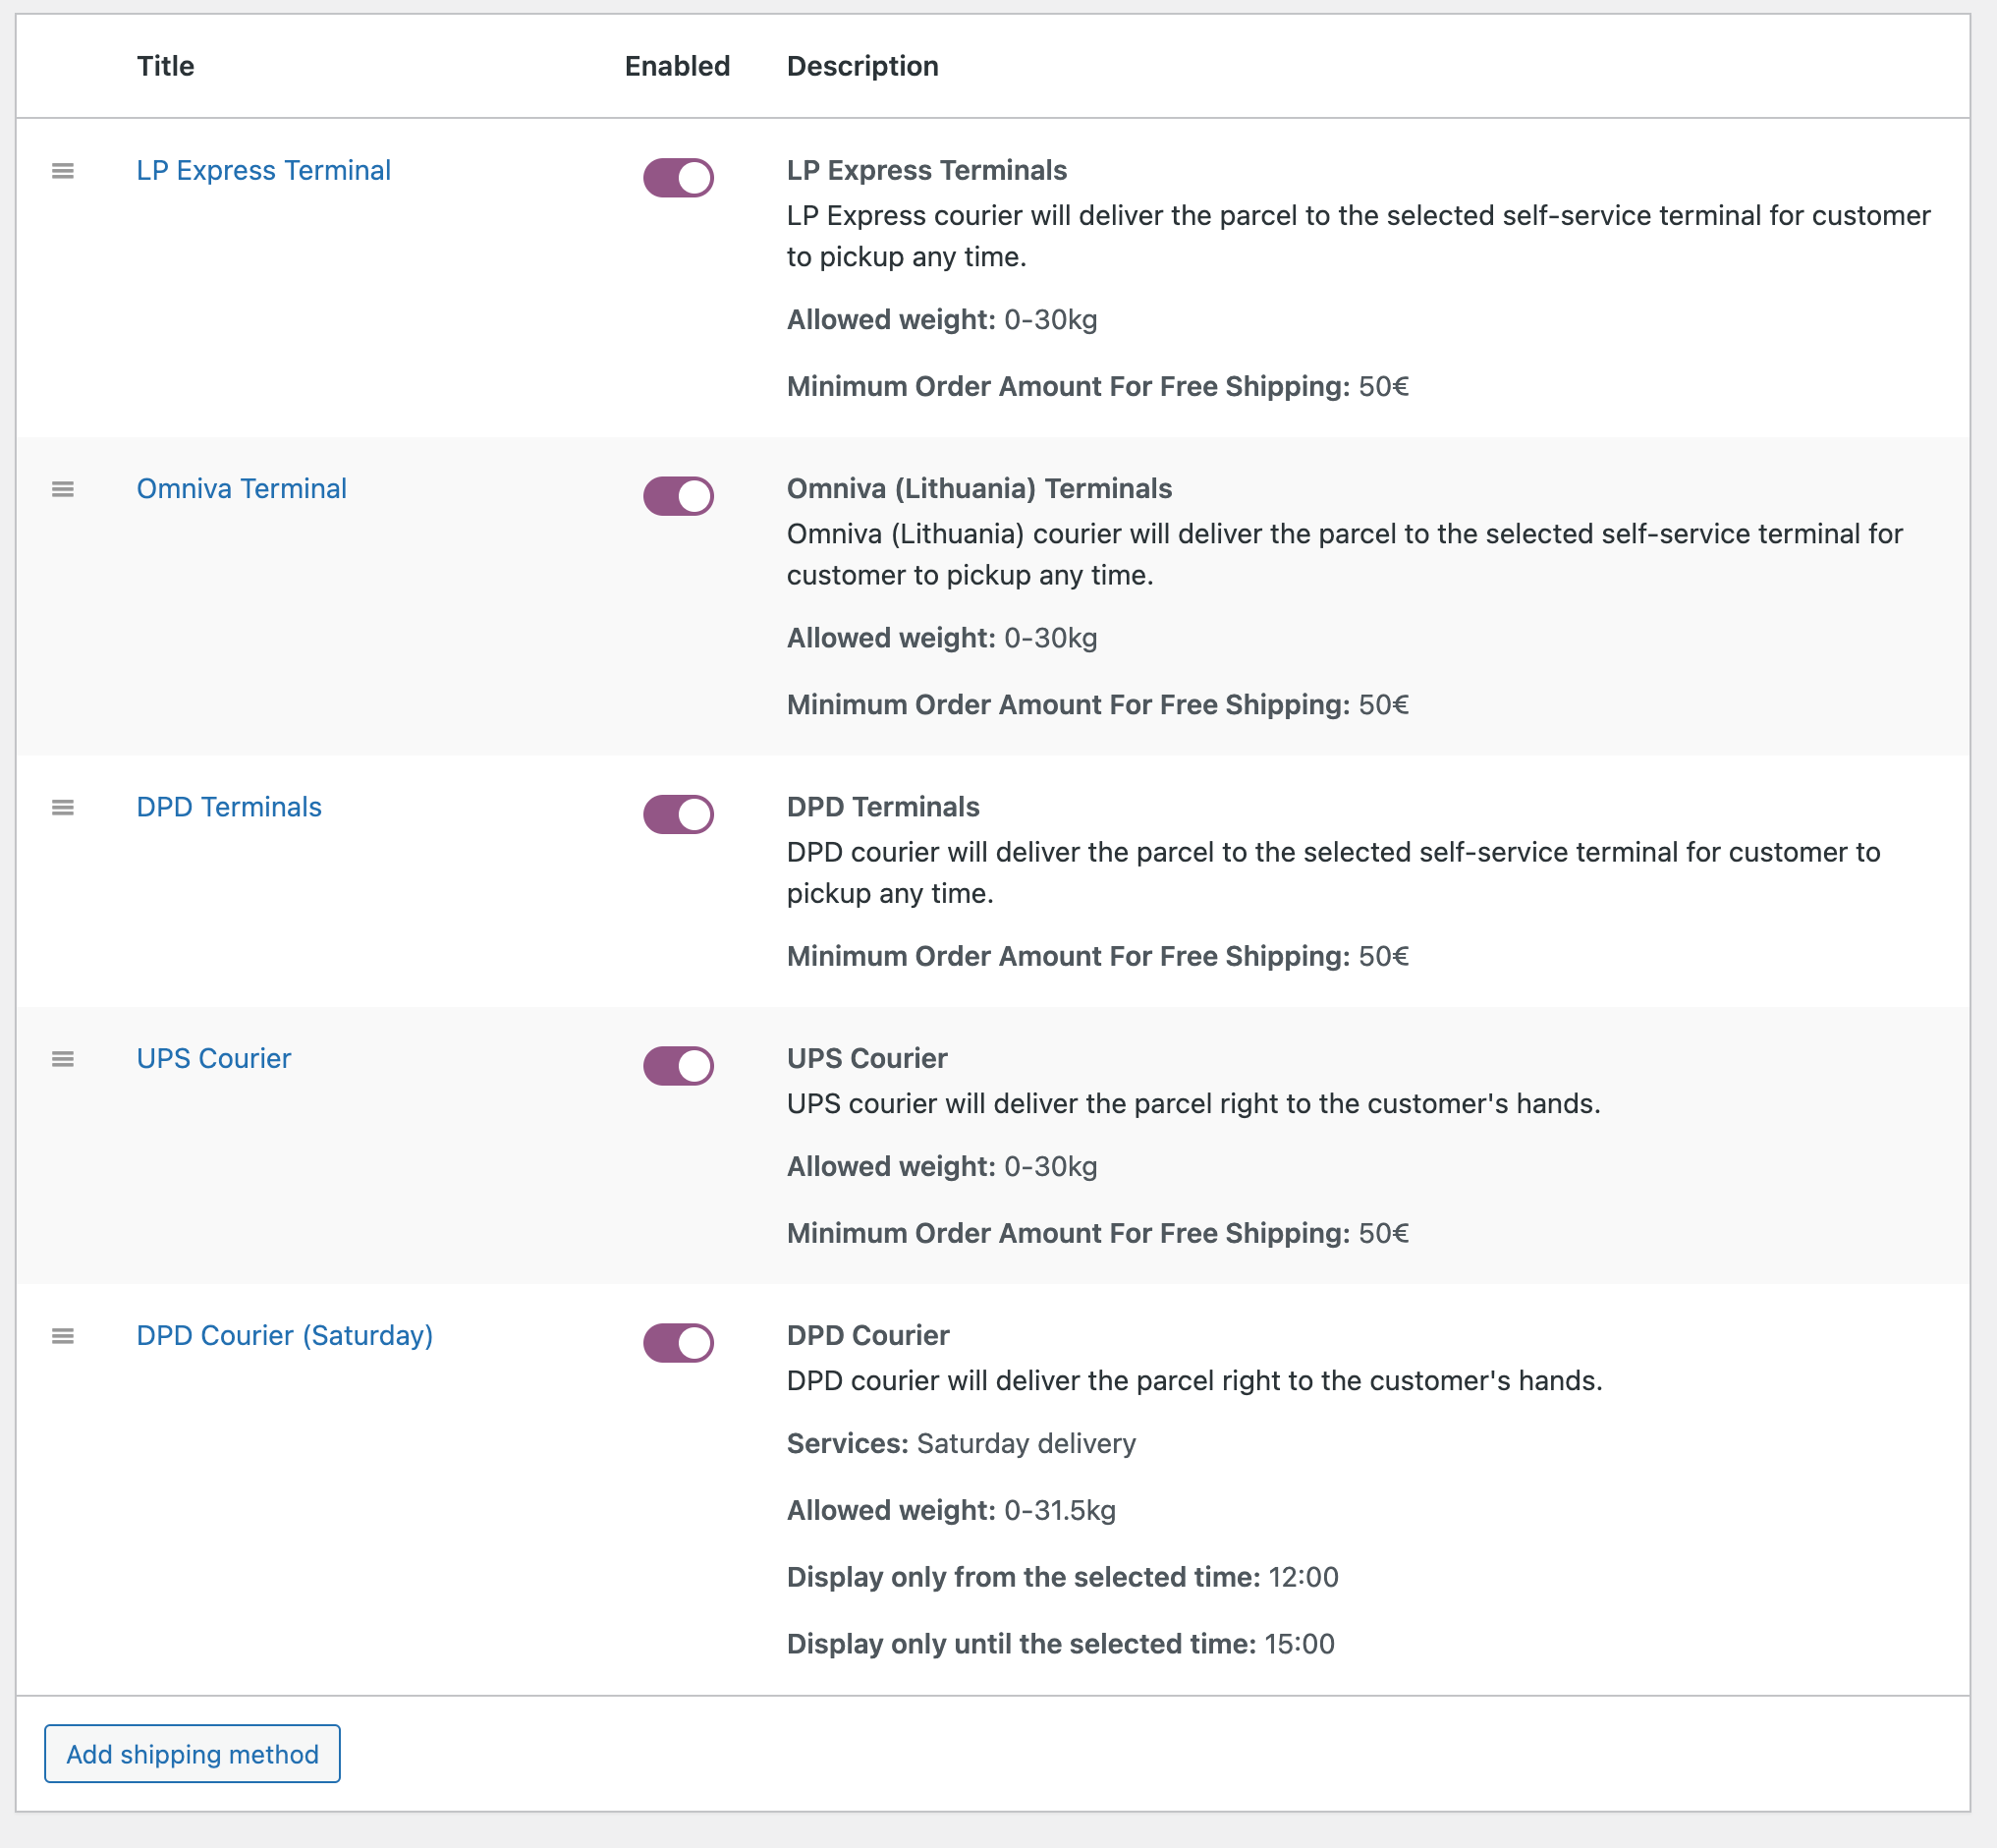 Title Enabled Description
LP Express Terminal LP Express Terminals
LP Express courier will deliver the parcel to the selected self-service terminal for customer
to pickup any time.
Allowed weight: 0-30kg
Minimum Order Amount For Free Shipping: 50€
Omniva Terminal Omniva (Lithuania) Terminals
Omniva (Lithuania) courier will deliver the parcel to the selected self-service terminal for
customer to pickup any time.
Allowed weight: 0-30kg
Minimum Order Amount For Free Shipping: 50€
DPD Terminals DPD Terminals
DPD courier will deliver the parcel to the selected self-service terminal for customer to
pickup any time.
Minimum Order Amount For Free Shipping: 50€
UPS Courier UPS Courier
UPS courier will deliver the parcel right to the customer's hands.
Allowed weight: 0-30kg
Minimum Order Amount For Free Shipping: 50€
DPD Courier (Saturday) DPD Courier
DPD courier will deliver the parcel right to the customer's hands.
Services: Saturday delivery
Allowed weight: 0-31.5kg
Display only from the selected time: 12:00
Display only until the selected time: 15:00
Add shipping method